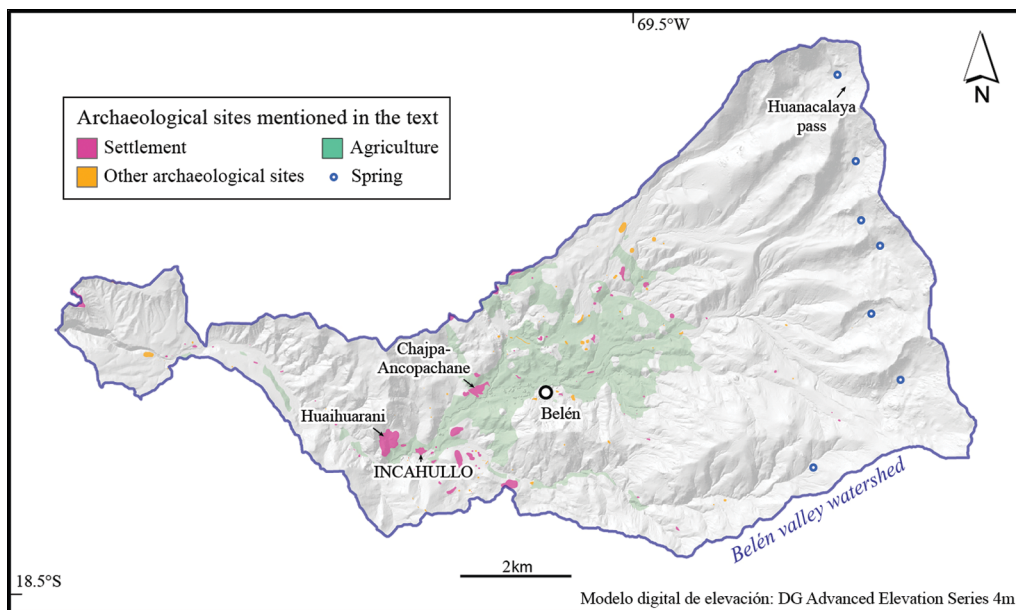 69.5°W
N
Huanacalaya
pass
Archaeological sites mentioned in the text
Settlement
Agriculture
Other archaeological sites
Spring
Chajpa-
Ancopachane
Huaihuarani
Belén
INCAHULLO
Belén valley watershed
2km
18.5°S
Modelo digital de elevación: DG Advanced Elevation Series 4m